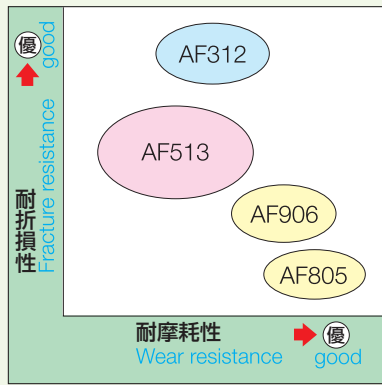 優
good
耐折損性
Fracture resistance
AF312
AF513
AF906
AF805
耐摩耗性
優
Wear resistance
good